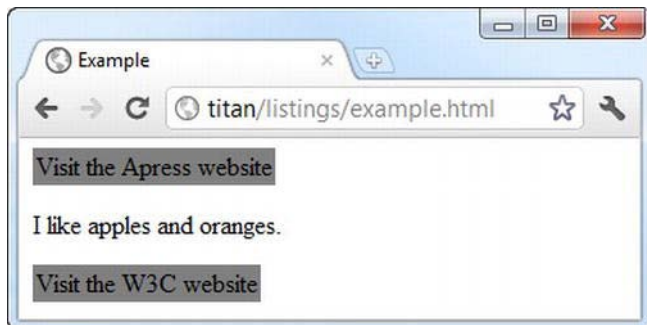 Example
titan/listings/example.html
Visit the Apress website
I like apples and oranges.
Visit the W3C website